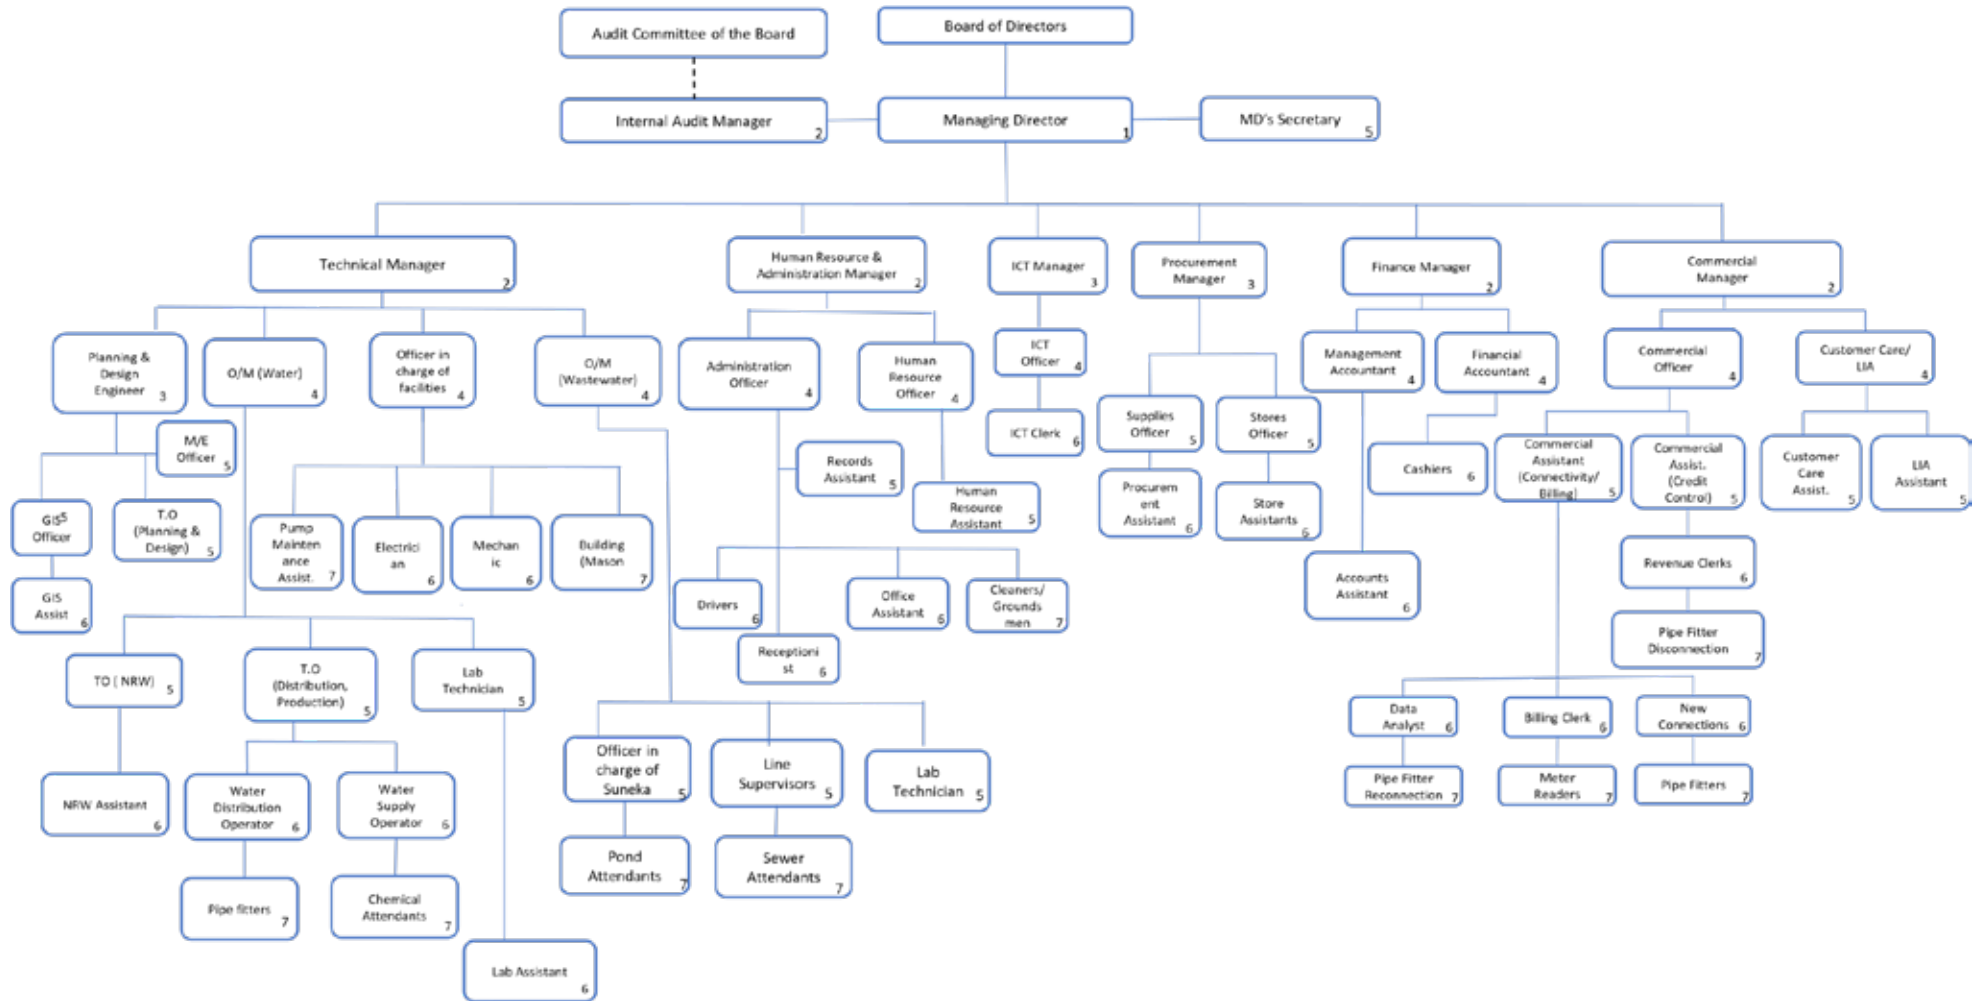 Audit Committee of the Board
Board of Directors
Internal Audit Manager
2
Managing Director
1
MD's Secretary
5
Technical Manager
2
Human Resource &
Administration Manager
2
ICT Manager
3
Procurement
Manager
3
Finance Manager
2
Commercial
Manager
2
Planning &
Design
Engineer
3
O/M (Water)
4
Officer in
charge of
facilities
4
O/M
(Wastewater)
4
Administration
Officer
4
Human
Resource
Officer
4
ICT
Officer
4
Management
Accountant
4
Financial
Accountant
4
Commercial
Officer
4
Customer Care/
LIA
4
M/E
Officer
5
ICT Clerk
6
Supplies
Officer
5
Stores
Officer
5
Cashiers
6
Commercial
Assistant
(Connectivity/
Billing)
5
Commercial
Assist.
(Credit
Control)
5
Customer
Care
Assist.
5
LIA
Assistant
5
Records
Assistant
5
GIS5
Officer
T.O
(Planning &
Design)
5
Pump
Mainten
ance
Assist.
7
Electrici
an
6
Mechan
ic
6
Building
(Mason
7
Human
Resource
Assistant
5
Procurem
ent
Assistant
6
Store
Assistants
6
Revenue Clerks
6
GIS
Assist
6
Drivers
6
Office
Assistant
6
Cleaners/
Grounds
men
7
Accounts
Assistant
6
Pipe Fitter
Disconnection
7
TO ( NRW)
5
T.O
(Distribution,
Production)
5
Lab
Technician
5
Receptioni
st
6
Data
Analyst
6
Billing Clerk
6
New
Connections
6
Officer in
charge of
Suneka
5
Line
Supervisors
5
Lab
Technician
5
NRW Assistant
6
Water
Distribution
Operator
6
Water
Supply
Operator
6
Pipe Fitter
Reconnection
7
Meter
Readers
7
Pipe Fitters
7
Pond
Attendants
7
Sewer
Attendants
7
Pipe fitters
7
Chemical
Attendants
7
Lab Assistant
6